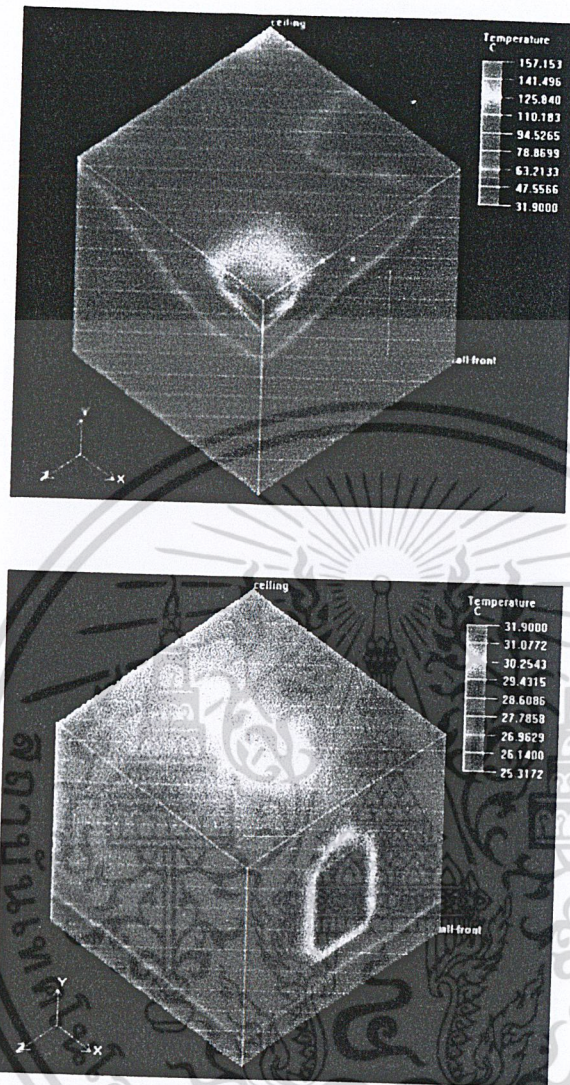 ceiling
Temperature
C
157.153
141.496
125.840
110.183
94.5265
78.8699
63.2133
47.5566
31.9000
all-front
Y
Z X
ceiling
Temperature
C
31.9000
31.0772
30.2543
29.4315
28.6086
27.7858
26.9629
26.1400
25.3172
all-front
Y
Z X